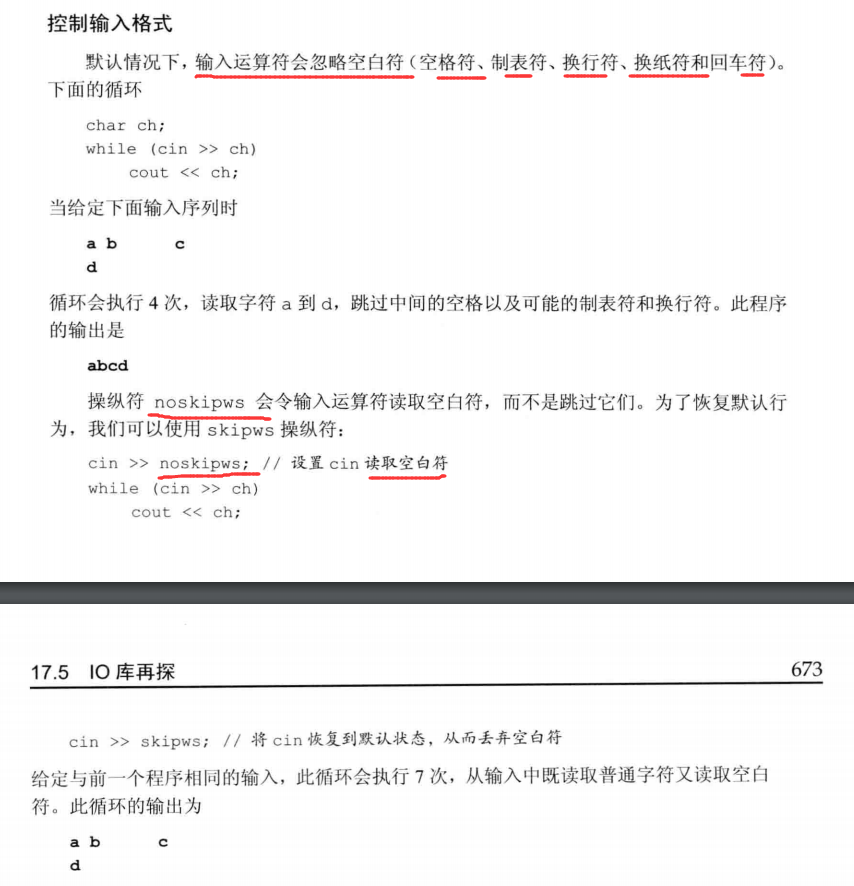 控制输入格式
默认情况下，输入运算符会忽略空白符（空格符、制表符、换行符、换纸符和回车符）。
下面的循环
char ch;
while (cin >> ch)
cout << ch;
当给定下面输入序列时
a b c
d
循环会执行 4 次，读取字符 a 到 d，跳过中间的空格以及可能的制表符和换行符。此程序
的输出是
abcd
操纵符 noskipws 会令输入运算符读取空白符，而不是跳过它们。为了恢复默认行
为，我们可以使用 skipws 操纵符：
cin >> noskipws; // 设置 cin 读取空白符
while (cin >> ch)
cout << ch;
17.5 IO 库再探 673
cin >> skipws; // 将 cin 恢复到默认状态，从而丢弃空白符
给定与前一个程序相同的输入，此循环会执行 7 次，从输入中既读取普通字符又读取空白
符。此循环的输出为
a b c
d